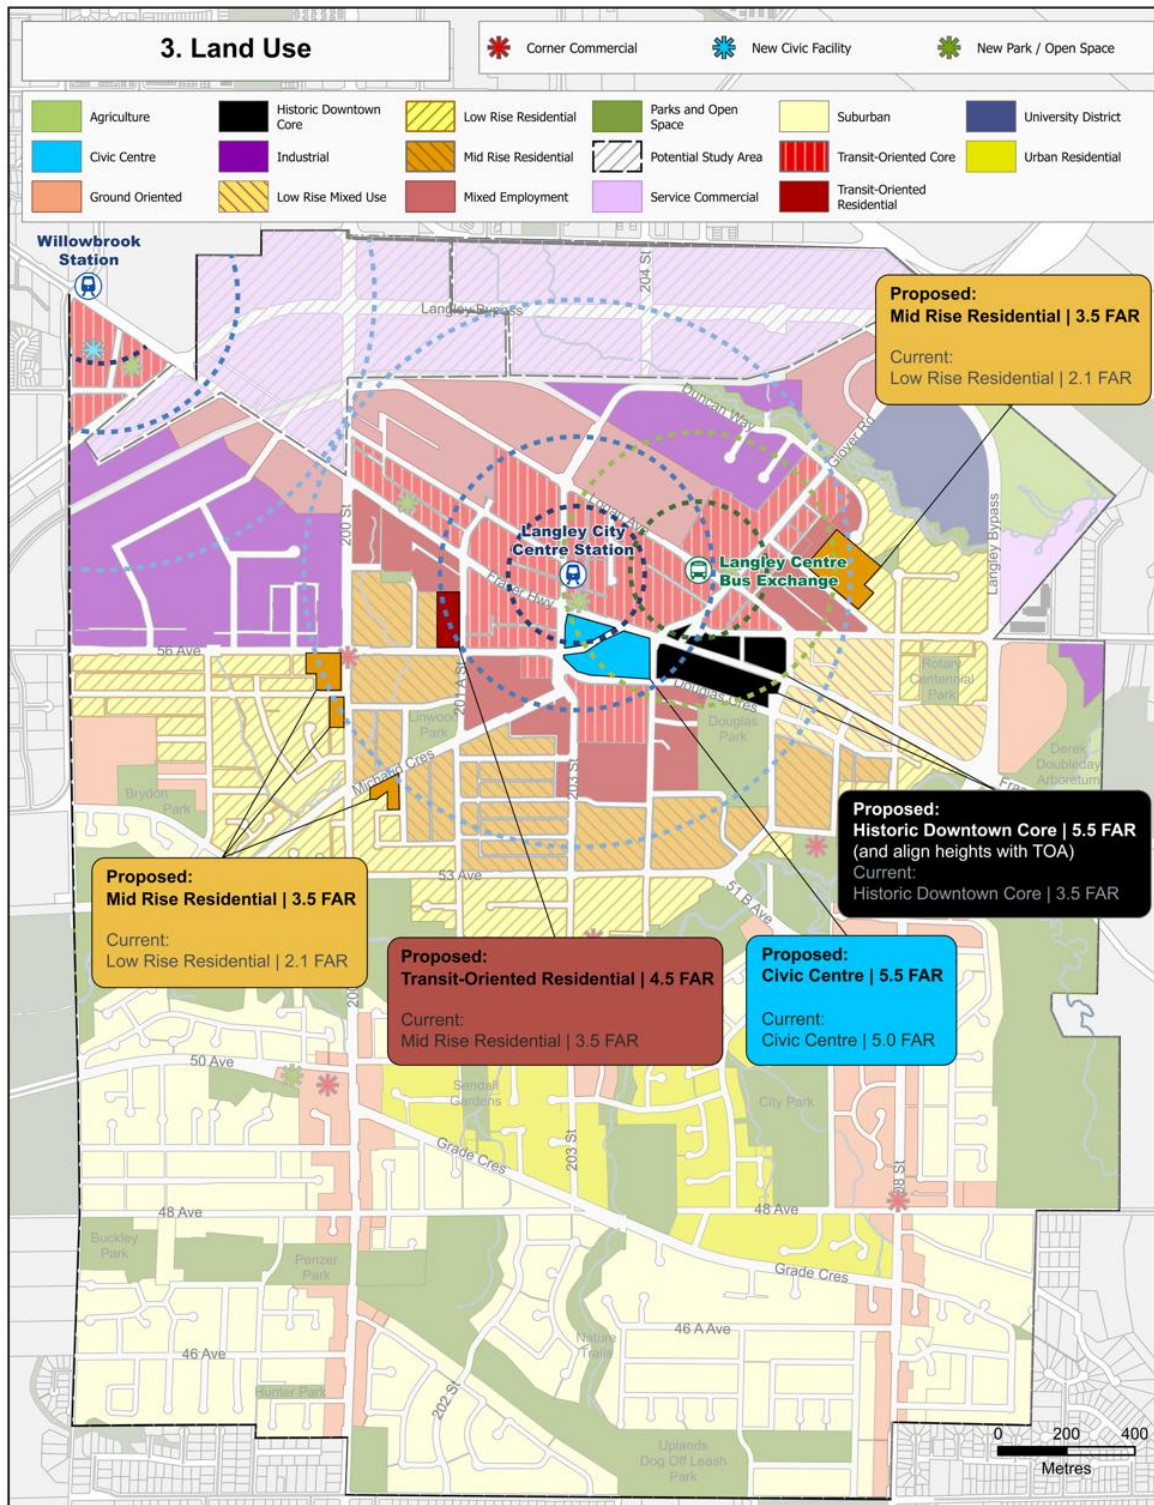 3. Land Use
Corner Commercial
New Civic Facility
New Park / Open Space
Agriculture
Historic Downtown
Core
Low Rise Residential
Parks and Open
Space
Suburban
University District
Civic Centre
Industrial
Mid Rise Residential
Potential Study Area
Transit-Oriented Core
Urban Residential
Ground Oriented
Low Rise Mixed Use
Mixed Employment
Service Commercial
Transit-Oriented
Residential
Willowbrook
Station
204 St
Langley Bypass
Proposed:
Mid Rise Residential | 3.5 FAR
Current:
Low Rise Residential | 2.1 FAR
Duncan Way
Glover Rd
200 St
Logan Ave
Langley Bypass
Langley City
Centre Station
Langley Centre
Bus Exchange
Fraser Hwy
56 Ave
201 A St
Linwood
Park
Douglas Cres
Douglas
Park
Rotary
Centennial
Park
Michaud Cres
203 St
Derek
Doubleday
Arboretum
Brydon
Park
Proposed:
Historic Downtown Core | 5.5 FAR
(and align heights with TOA)
Current:
Historic Downtown Core | 3.5 FAR
53 Ave
51 B Ave
Proposed:
Mid Rise Residential | 3.5 FAR
Current:
Low Rise Residential | 2.1 FAR
Proposed:
Transit-Oriented Residential | 4.5 FAR
Current:
Mid Rise Residential | 3.5 FAR
Proposed:
Civic Centre | 5.5 FAR
Current:
Civic Centre | 5.0 FAR
50 Ave
Sendall
Gardens
City Park
Grade Cres
203 St
48 Ave
48 Ave
Buckley
Park
Penzer
Park
Grade Cres
46 Ave
Nature
Trails
46 A Ave
Hunter Park
202 St
Uplands
Dog Off Leash
Park
0 200 400
Metres